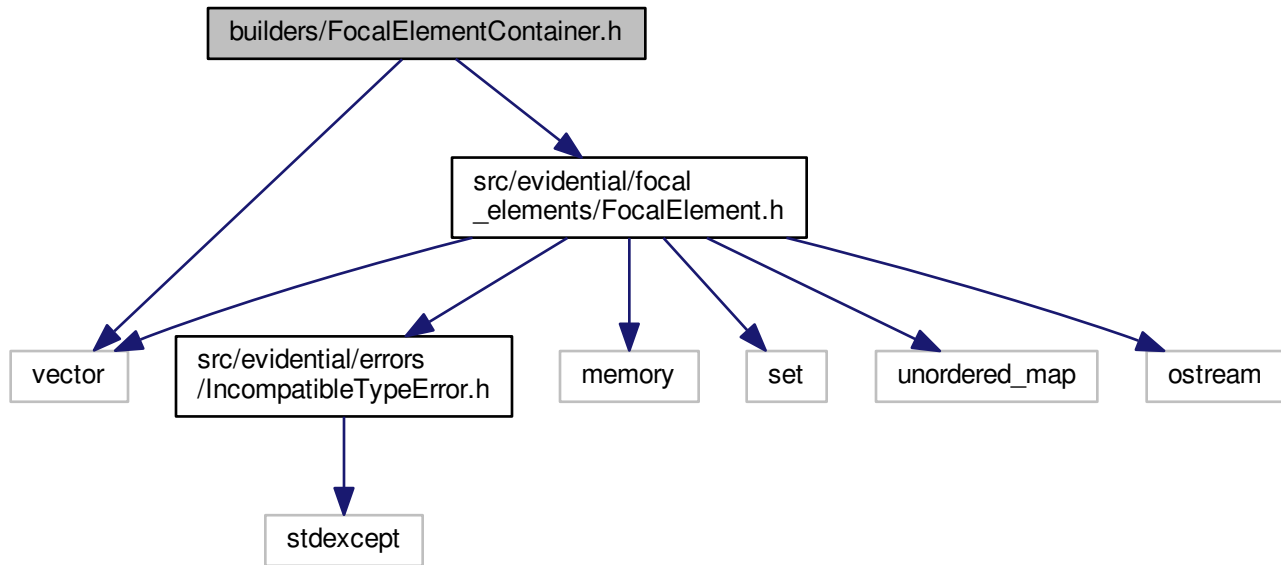 builders/FocalElementContainer.h
src/evidential/focal
_elements/FocalElement.h
vector
src/evidential/errors
/IncompatibleTypeError.h
memory
set
unordered_map
ostream
stdexcept